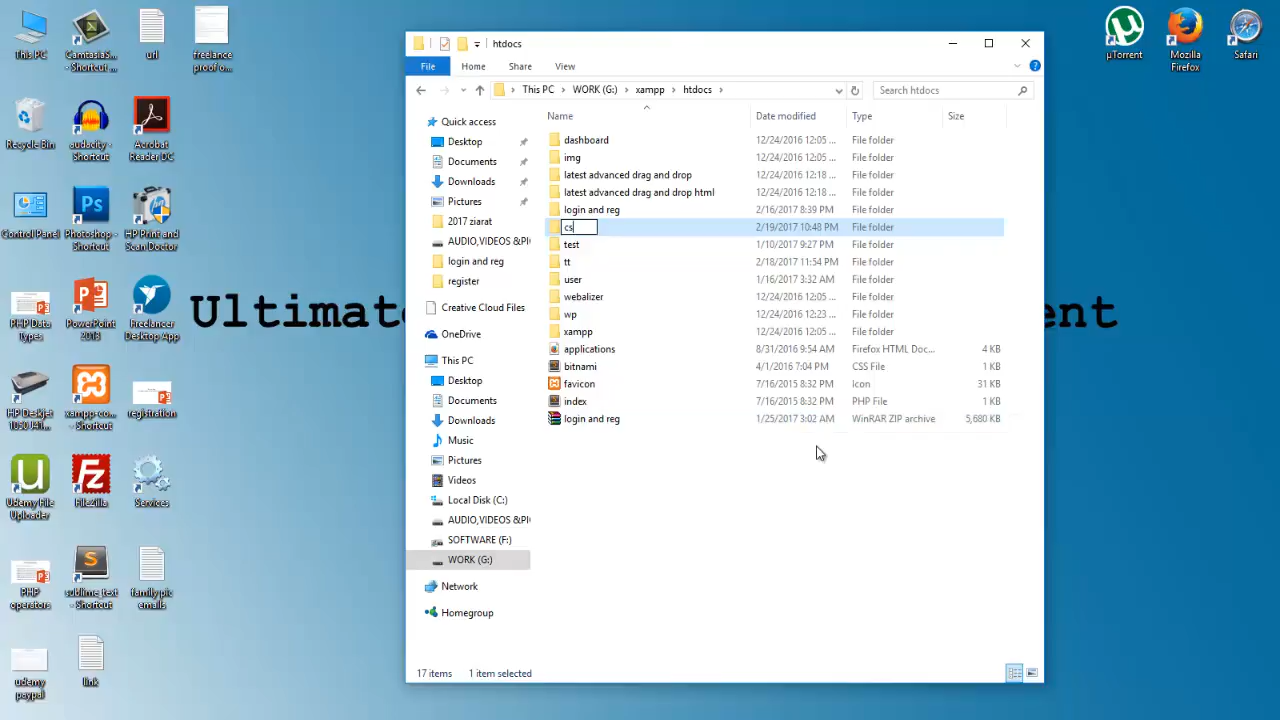 This PC
CamtasiaS... - Shortcut ...
url
freelance proof o...
Recycle Bin
audacity - Shortcut
Acrobat Reader DC
Control Panel
Photoshop - Shortcut
HP Print and Scan Doctor
PHP Data Types
PowerPoint 2013
Freelancer Desktop App
HP Deskjet 1050 J41...
xampp-co... - Shortcut
registration
Udemy File Uploader
FileZilla
Services
PHP operators
sublime_text - Shortcut
family pic emails
udemy paypal
link
µTorrent
Mozilla Firefox
Safari
Ultimat
ent
htdocs
File Home Share View
This PC > WORK (G:) > xampp > htdocs >
Search htdocs
Name Date modified Type Size
Quick access
Desktop
Documents
Downloads
Pictures
2017 ziarat
AUDIO,VIDEOS &PI
login and reg
register
Creative Cloud Files
OneDrive
This PC
Desktop
Documents
Downloads
Music
Pictures
Videos
Local Disk (C:)
AUDIO,VIDEOS &PI
SOFTWARE (F:)
WORK (G:)
Network
Homegroup
dashboard 12/24/2016 12:05 ... File folder
img 12/24/2016 12:05 ... File folder
latest advanced drag and drop 12/24/2016 12:18 ... File folder
latest advanced drag and drop html 12/24/2016 12:18 ... File folder
login and reg 2/16/2017 8:39 PM File folder
cs 2/19/2017 10:48 PM File folder
test 1/10/2017 9:27 PM File folder
tt 2/18/2017 11:54 PM File folder
user 1/16/2017 3:32 AM File folder
webalizer 12/24/2016 12:05 ... File folder
wp 12/24/2016 12:23 ... File folder
xampp 12/24/2016 12:05 ... File folder
applications 8/31/2016 9:54 AM Firefox HTML Doc... 4 KB
bitnami 4/1/2016 7:04 PM CSS File 1 KB
favicon 7/16/2015 8:32 PM Icon 31 KB
index 7/16/2015 8:32 PM PHP File 1 KB
login and reg 1/25/2017 3:02 AM WinRAR ZIP archive 5,680 KB
17 items 1 item selected